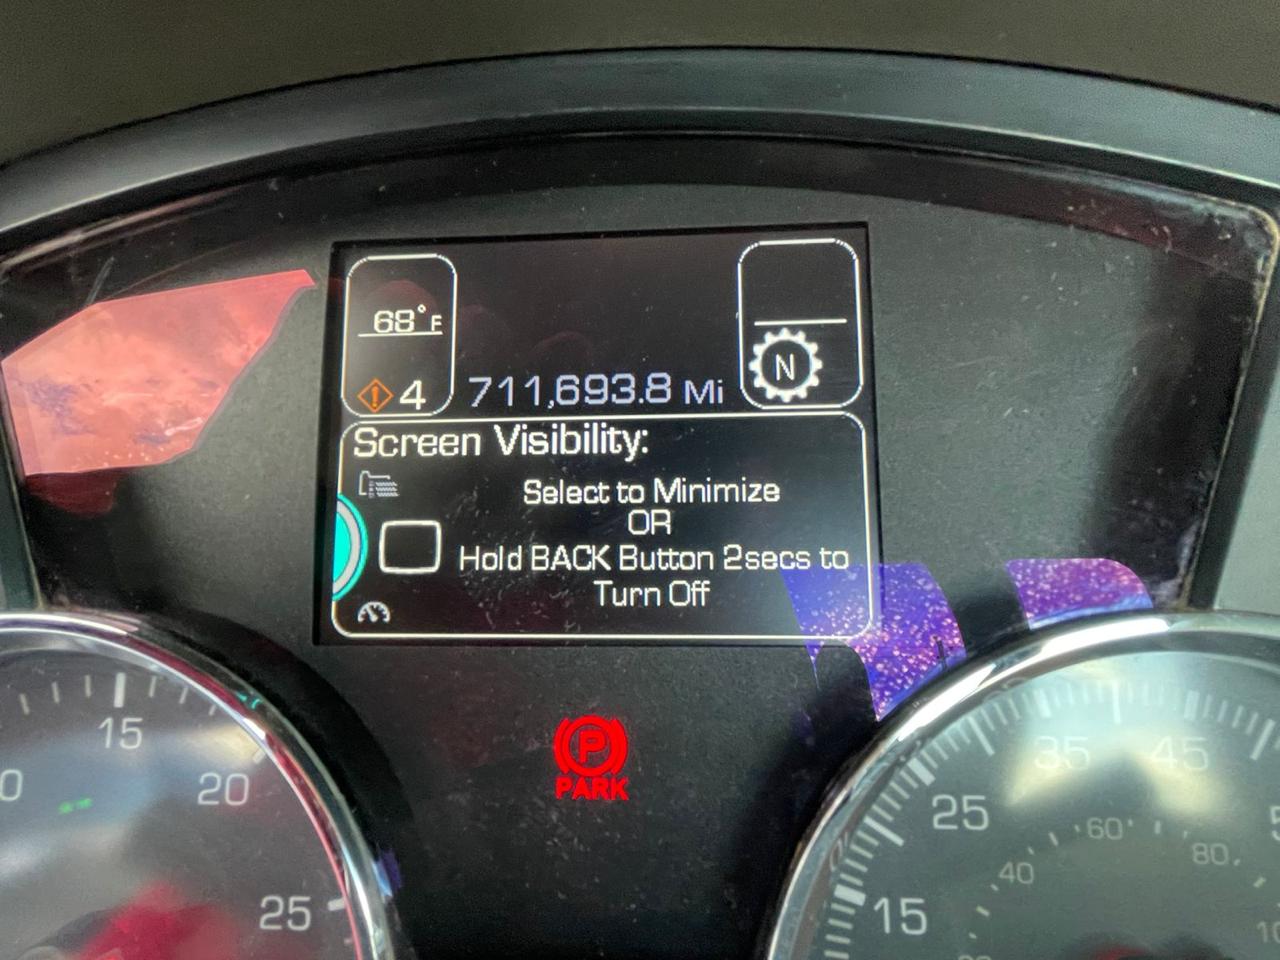 68°F
4
711,693.8 Mi
N
Screen Visibility:
Select to Minimize
OR
Hold BACK Button 2secs to
Turn Off
P
PARK
15
20
25
35
45
25
60
80
40
15